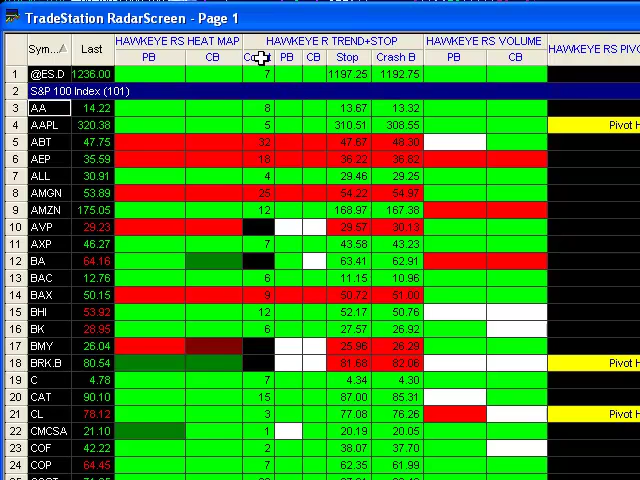 TradeStation RadarScreen - Page 1
Sym... Last HAWKEYE RS HEAT MAP HAWKEYE R TREND+STOP HAWKEYE RS VOLUME HAWKEYE RS PIVO
PB CB PB CB Stop Crash B PB CB
1 @ES.D 1236.00 7 1197.25 1192.75
2 S&P 100 Index (101)
3 AA 14.22 8 13.67 13.32
4 AAPL 320.38 5 310.51 308.55 Pivot H
5 ABT 47.75 32 47.67 48.30
6 AEP 35.59 18 36.22 36.82
7 ALL 30.91 4 29.46 29.25
8 AMGN 53.89 25 54.22 54.97
9 AMZN 175.05 12 168.97 167.38
10 AVP 29.23 29.57 30.13
11 AXP 46.27 7 43.58 43.23
12 BA 64.16 63.41 62.91
13 BAC 12.76 6 11.15 10.96
14 BAX 50.15 9 50.72 51.00
15 BHI 53.92 12 52.17 50.76
16 BK 28.95 6 27.57 26.92
17 BMY 26.04 25.96 26.29
18 BRK.B 80.54 81.68 82.06 Pivot H
19 C 4.78 7 4.34 4.30
20 CAT 90.10 15 87.00 85.31
21 CL 78.12 3 77.08 76.26 Pivot H
22 CMCSA 21.10 1 20.19 20.05
23 COF 42.22 2 38.07 37.70
24 COP 64.45 7 62.35 61.99